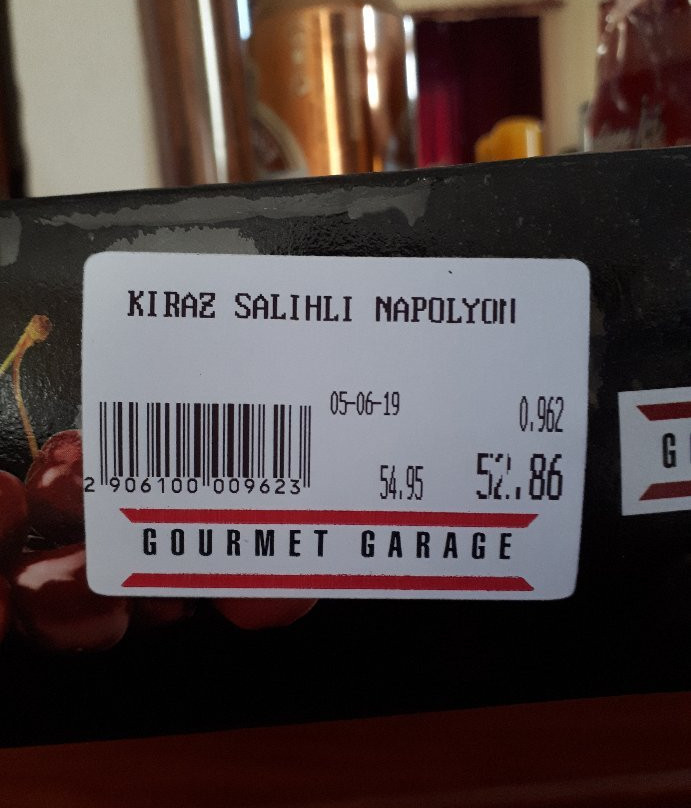 KIRAZ SALIHLI NAPOLYON
05-06-19
0.962
2 906100 009623
54.95
52.86
GOURMET GARAGE
G